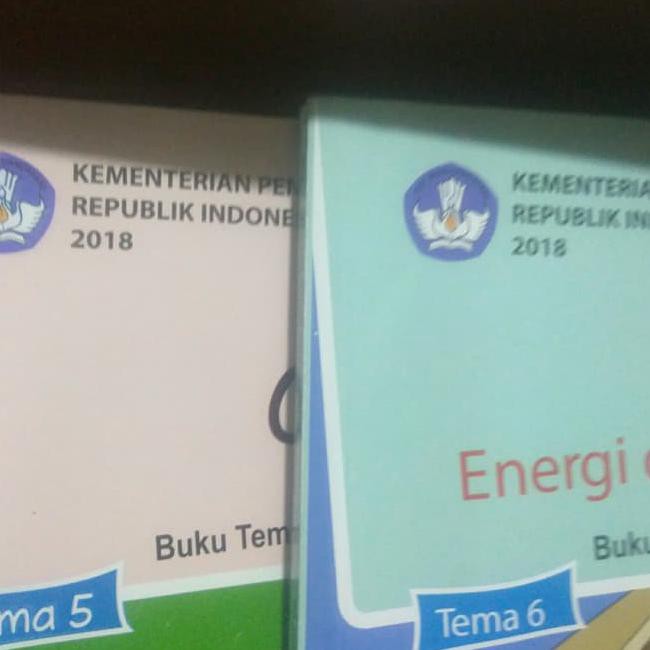 KEMENTERIAN PEN
REPUBLIK INDONE
2018
Buku Tem
ma 5
KEMENTERIA
REPUBLIK IN
2018
Energi
Buku
Tema 6